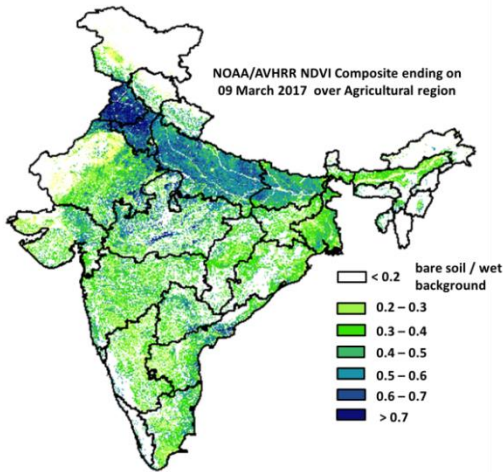 NOAA/AVHRR NDVI Composite ending on
09 March 2017 over Agricultural region
< 0.2 bare soil / wet
background
0.2 – 0.3
0.3 – 0.4
0.4 – 0.5
0.5 – 0.6
0.6 – 0.7
> 0.7